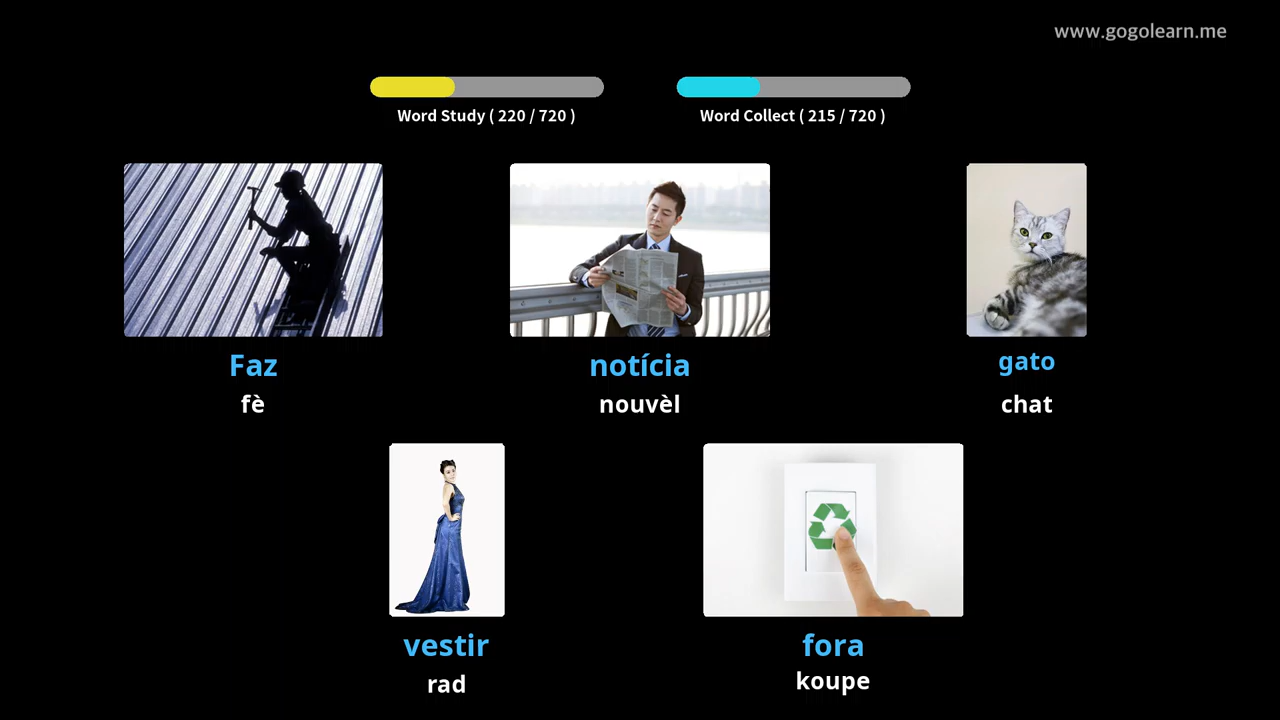 www.gogolearn.me
Word Study ( 220 / 720 )
Word Collect ( 215 / 720 )
Faz
fè
notícia
nouvèl
gato
chat
vestir
rad
fora
koupe